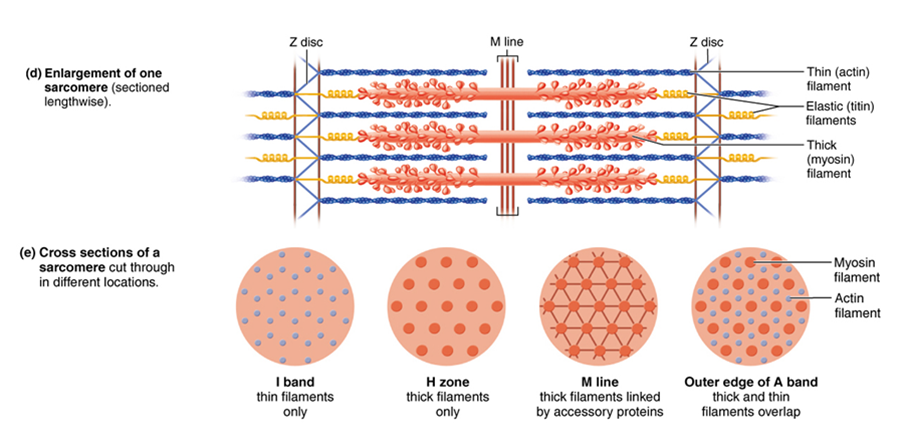 Z disc
M line
Z disc
(d) Enlargement of one
sarcomere (sectioned
lengthwise).
Thin (actin)
filament
Elastic (titin)
filaments
Thick
(myosin)
filament
(e) Cross sections of a
sarcomere cut through
in different locations.
Myosin
filament
Actin
filament
I band
thin filaments
only
H zone
thick filaments
only
M line
thick filaments linked
by accessory proteins
Outer edge of A band
thick and thin
filaments overlap